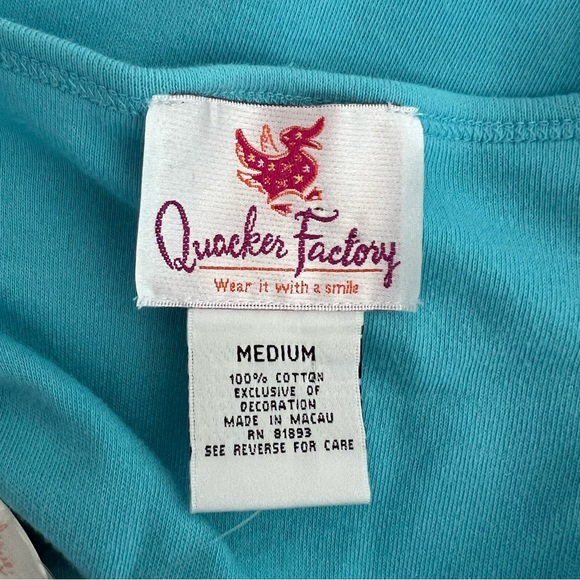 Quacker Factory
Wear it with a smile
MEDIUM
100% COTTON
EXCLUSIVE OF
DECORATION
MADE IN MACAU
RN 81893
SEE REVERSE FOR CARE